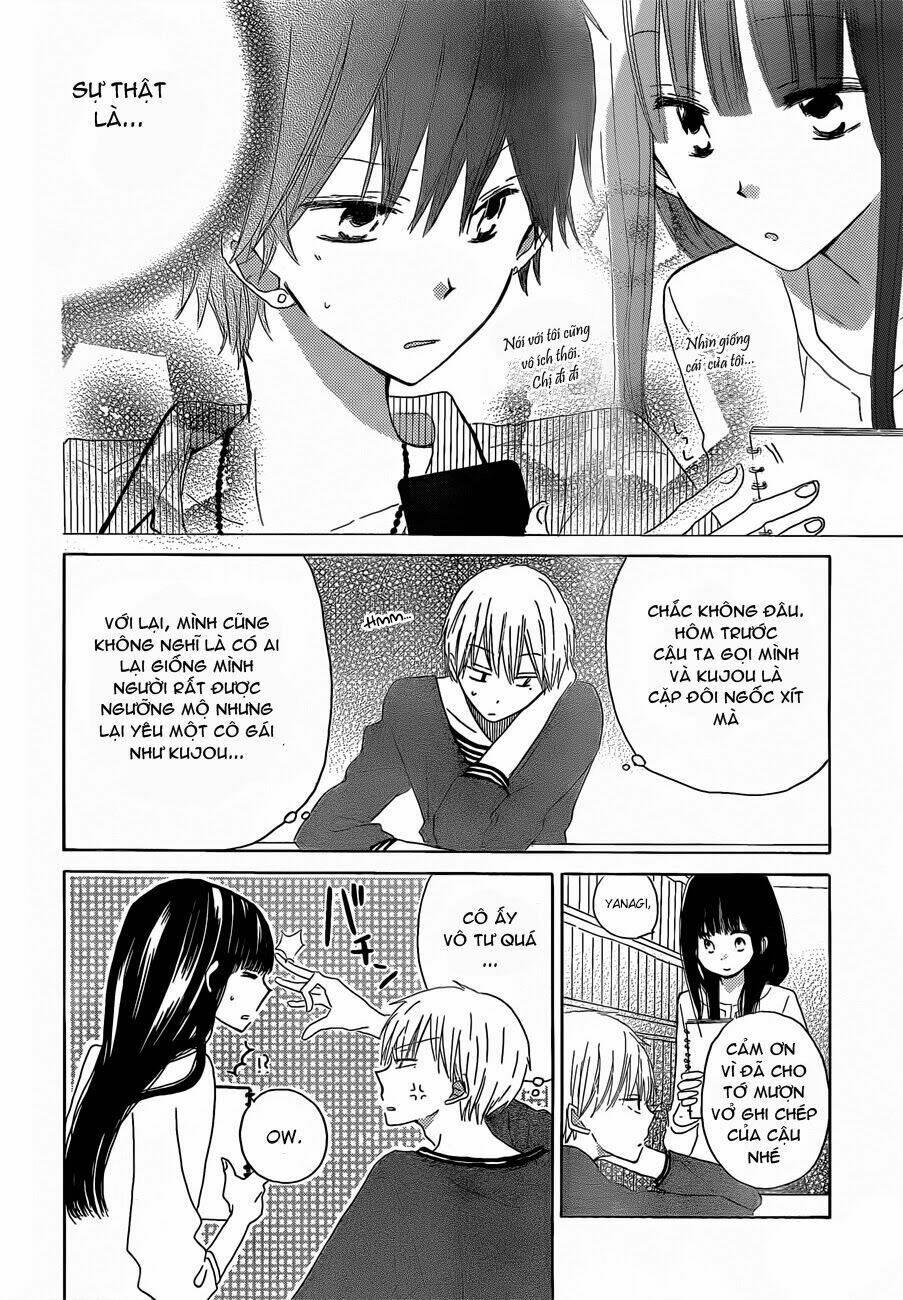 SỰ THẬT
LÀ...
Nhìn giống
cái của tôi...
Nói với tôi cũng
vô ích thôi.
Chị đi đi
CHẮC KHÔNG ĐÂU.
HÔM TRƯỚC
CẬU TA GỌI MÌNH
VÀ KUJOU LÀ
CẶP ĐÔI NGỐC XÍT
MÀ
HMM...
VỚI LẠI, MÌNH CŨNG
KHÔNG NGHĨ LÀ CÓ AI
LẠI GIỐNG MÌNH
NGƯỜI RẤT ĐƯỢC
NGƯỠNG MỘ NHƯNG
LẠI YÊU MỘT CÔ GÁI
NHƯ KUJOU...
YANAGI,
CẢM ƠN
VÌ ĐÃ CHO
TỚ MƯỢN
VỞ GHI CHÉP
CỦA CẬU
NHÉ
CÔ ẤY
VÔ TƯ QUÁ
...
バチン
!?
OW.